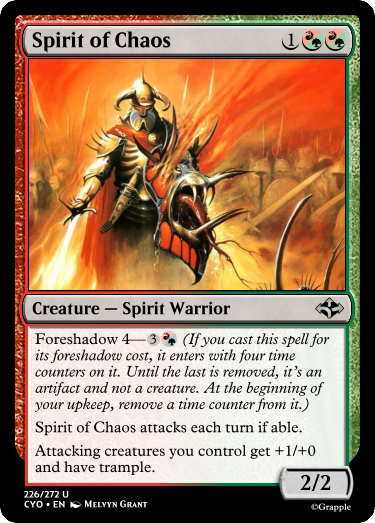 Spirit of Chaos 1
Creature — Spirit Warrior
Foreshadow 4—3 (If you cast this spell for
its foreshadow cost, it enters with four time
counters on it. Until the last is removed, it's an
artifact and not a creature. At the beginning of
your upkeep, remove a time counter from it.)
Spirit of Chaos attacks each turn if able.
Attacking creatures you control get +1/+0
and have trample.
2/2
226/272 U
CYO • EN Melvyn Grant
©Grapple